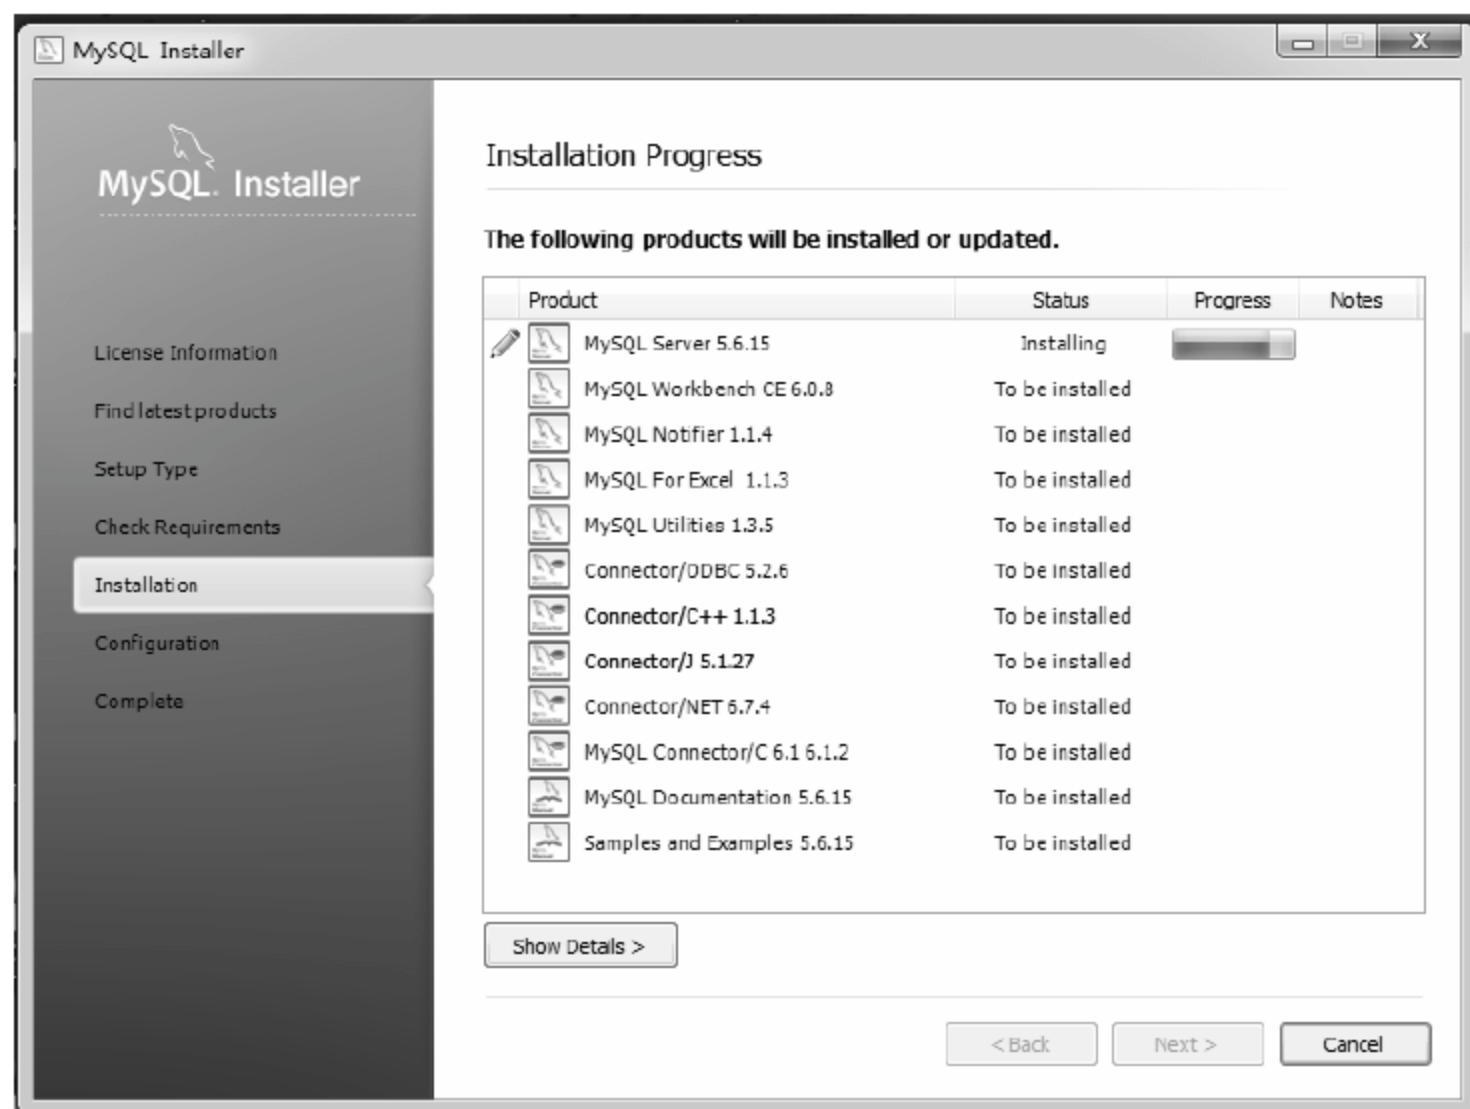 MySQL Installer
MySQL. Installer
License Information
Find latest products
Setup Type
Check Requirements
Installation
Configuration
Complete
Installation Progress
The following products will be installed or updated.
Product Status Progress Notes
MySQL Server 5.6.15 Installing
MySQL Workbench CE 6.0.8 To be installed
MySQL Notifier 1.1.4 To be installed
MySQL For Excel 1.1.3 To be installed
MySQL Utilities 1.3.5 To be installed
Connector/ODBC 5.2.6 To be installed
Connector/C++ 1.1.3 To be installed
Connector/J 5.1.27 To be installed
Connector/NET 6.7.4 To be installed
MySQL Connector/C 6.1 6.1.2 To be installed
MySQL Documentation 5.6.15 To be installed
Samples and Examples 5.6.15 To be installed
Show Details >
< Back Next > Cancel